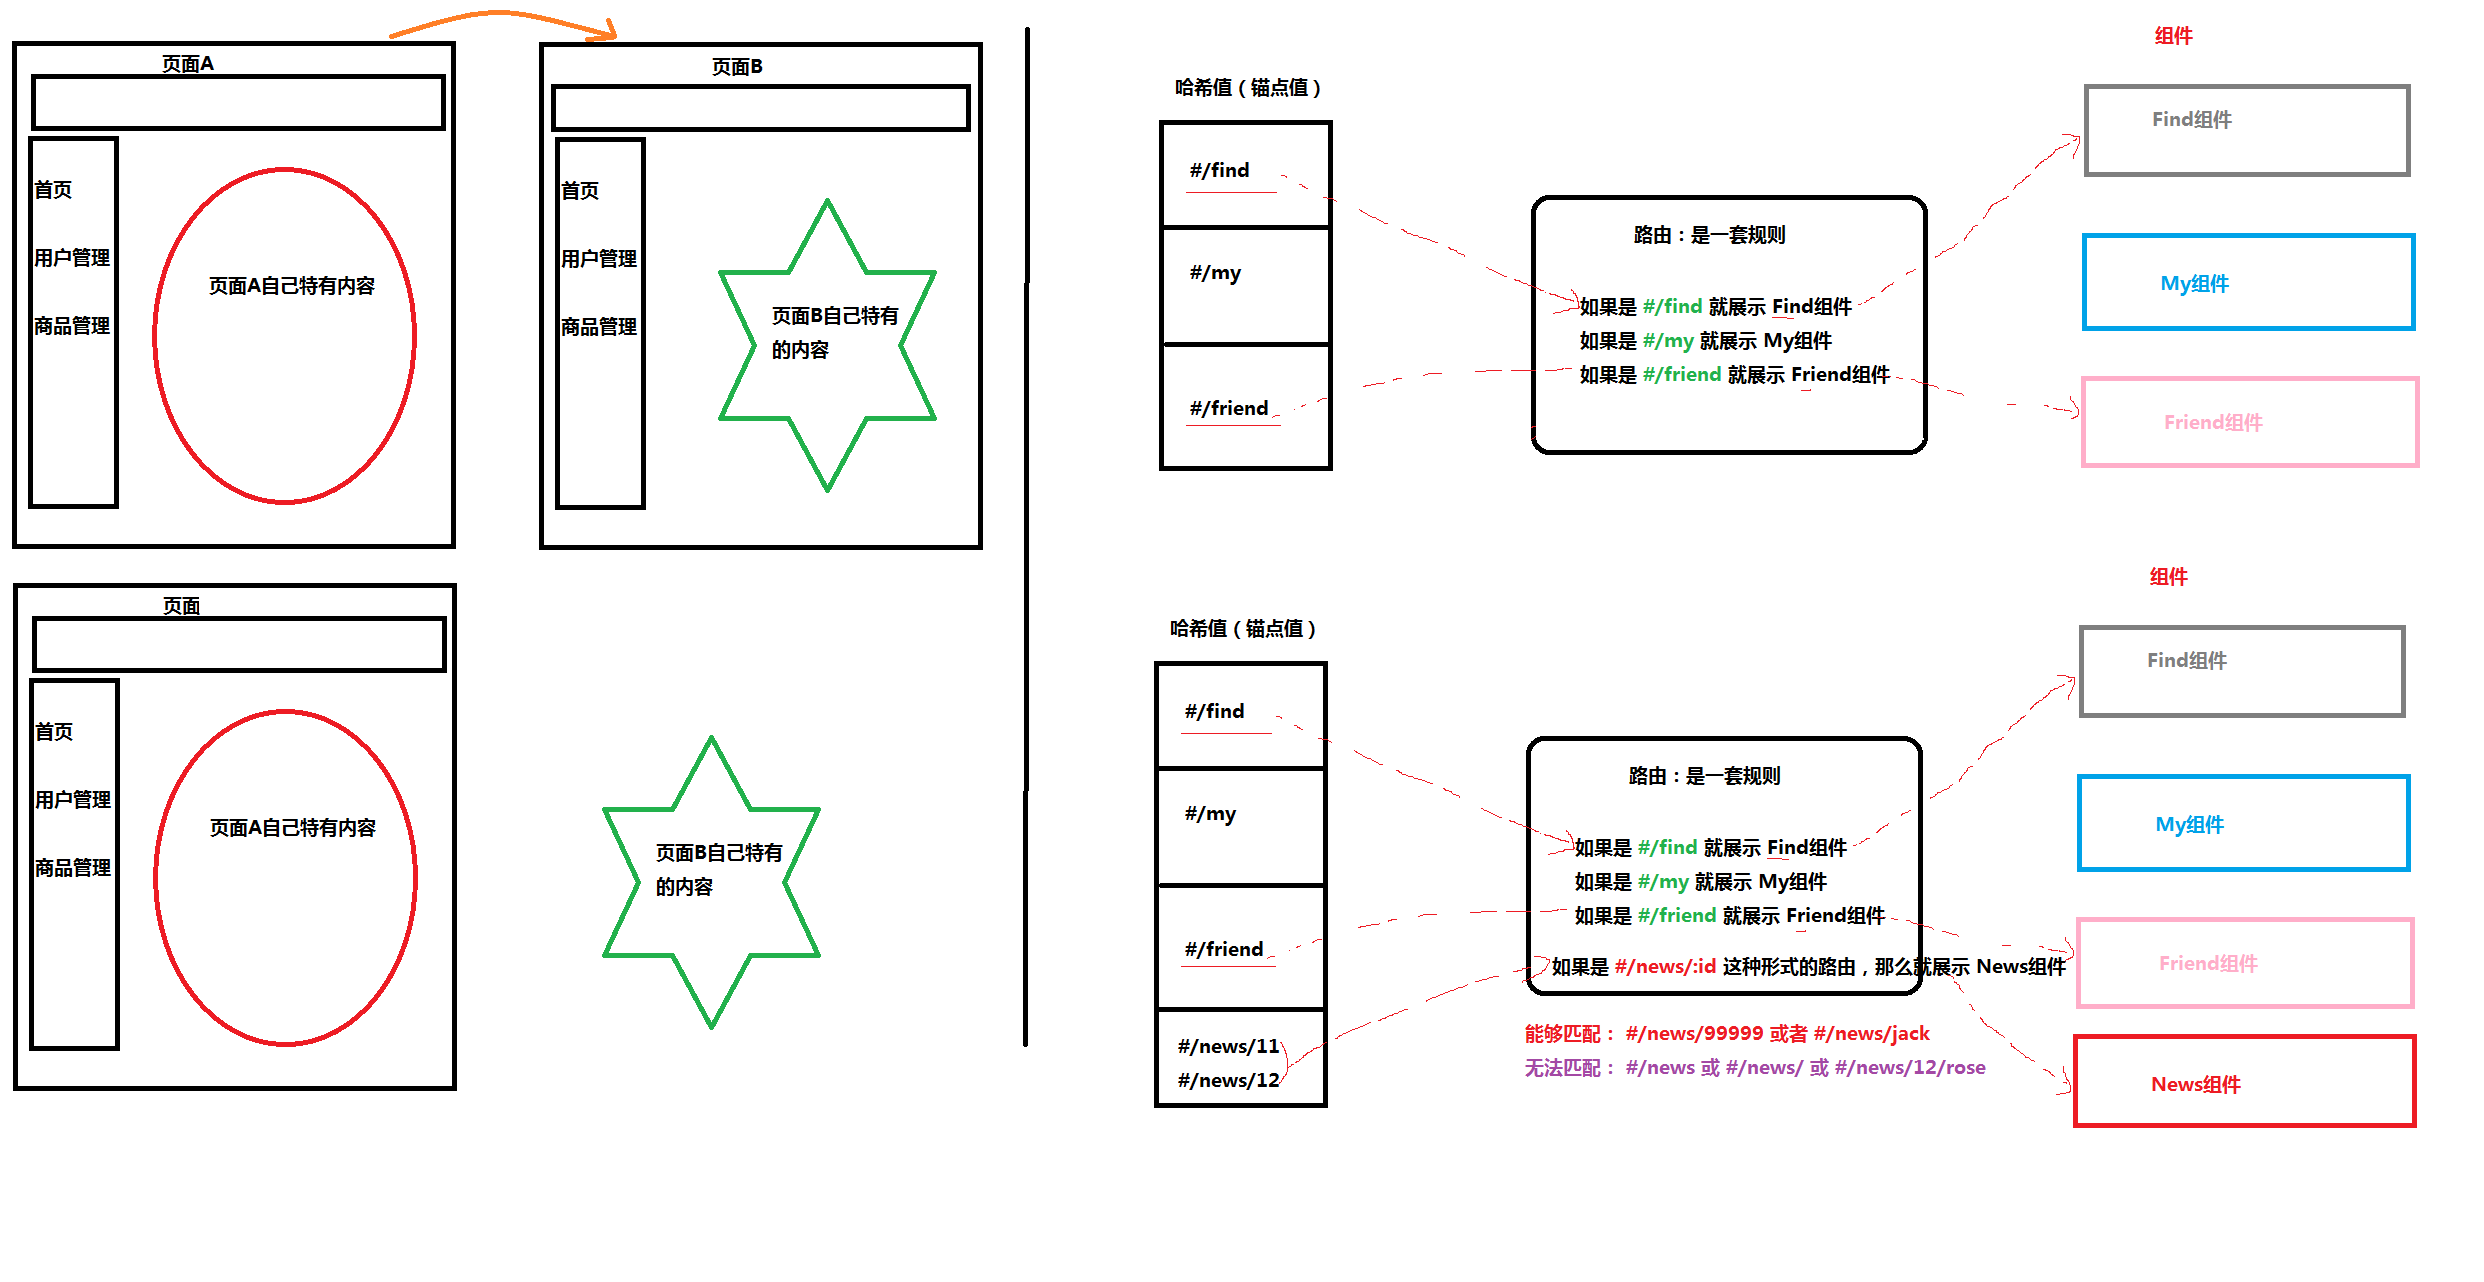 页面A
首页
用户管理
商品管理
页面A自己特有内容
页面B
首页
用户管理
商品管理
页面B自己特有
的内容
页面
首页
用户管理
商品管理
页面A自己特有内容
页面B自己特有
的内容
哈希值（锚点值）
#/find
#/my
#/friend
路由：是一套规则
如果是 #/find 就展示 Find组件
如果是 #/my 就展示 My组件
如果是 #/friend 就展示 Friend组件
组件
Find组件
My组件
Friend组件
哈希值（锚点值）
#/find
#/my
#/friend
#/news/11
#/news/12
路由：是一套规则
如果是 #/find 就展示 Find组件
如果是 #/my 就展示 My组件
如果是 #/friend 就展示 Friend组件
如果是 #/news/:id 这种形式的路由，那么就展示 News组件
能够匹配： #/news/99999 或者 #/news/jack
无法匹配： #/news 或 #/news/ 或 #/news/12/rose
组件
Find组件
My组件
Friend组件
News组件